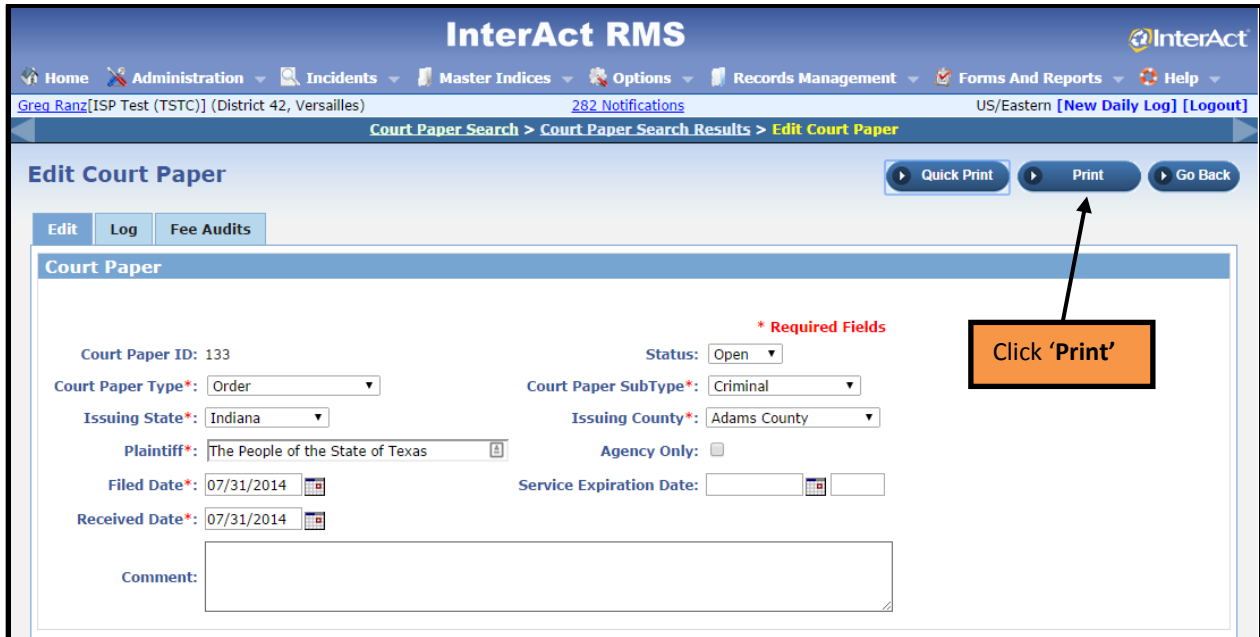 InterAct RMS
InterAct
Home Administration Incidents Master Indices Options Records Management Forms And Reports Help
Greg Ranz[ISP Test (TSTC)] (District 42, Versailles) 282 Notifications US/Eastern [New Daily Log] [Logout]
Court Paper Search > Court Paper Search Results > Edit Court Paper
Edit Court Paper Quick Print Print Go Back
Edit Log Fee Audits
Court Paper
* Required Fields
Click ‘Print’
Court Paper ID: 133 Status: Open
Court Paper Type*: Order Court Paper SubType*: Criminal
Issuing State*: Indiana Issuing County*: Adams County
Plaintiff*: The People of the State of Texas Agency Only:
Filed Date*: 07/31/2014 Service Expiration Date:
Received Date*: 07/31/2014
Comment: